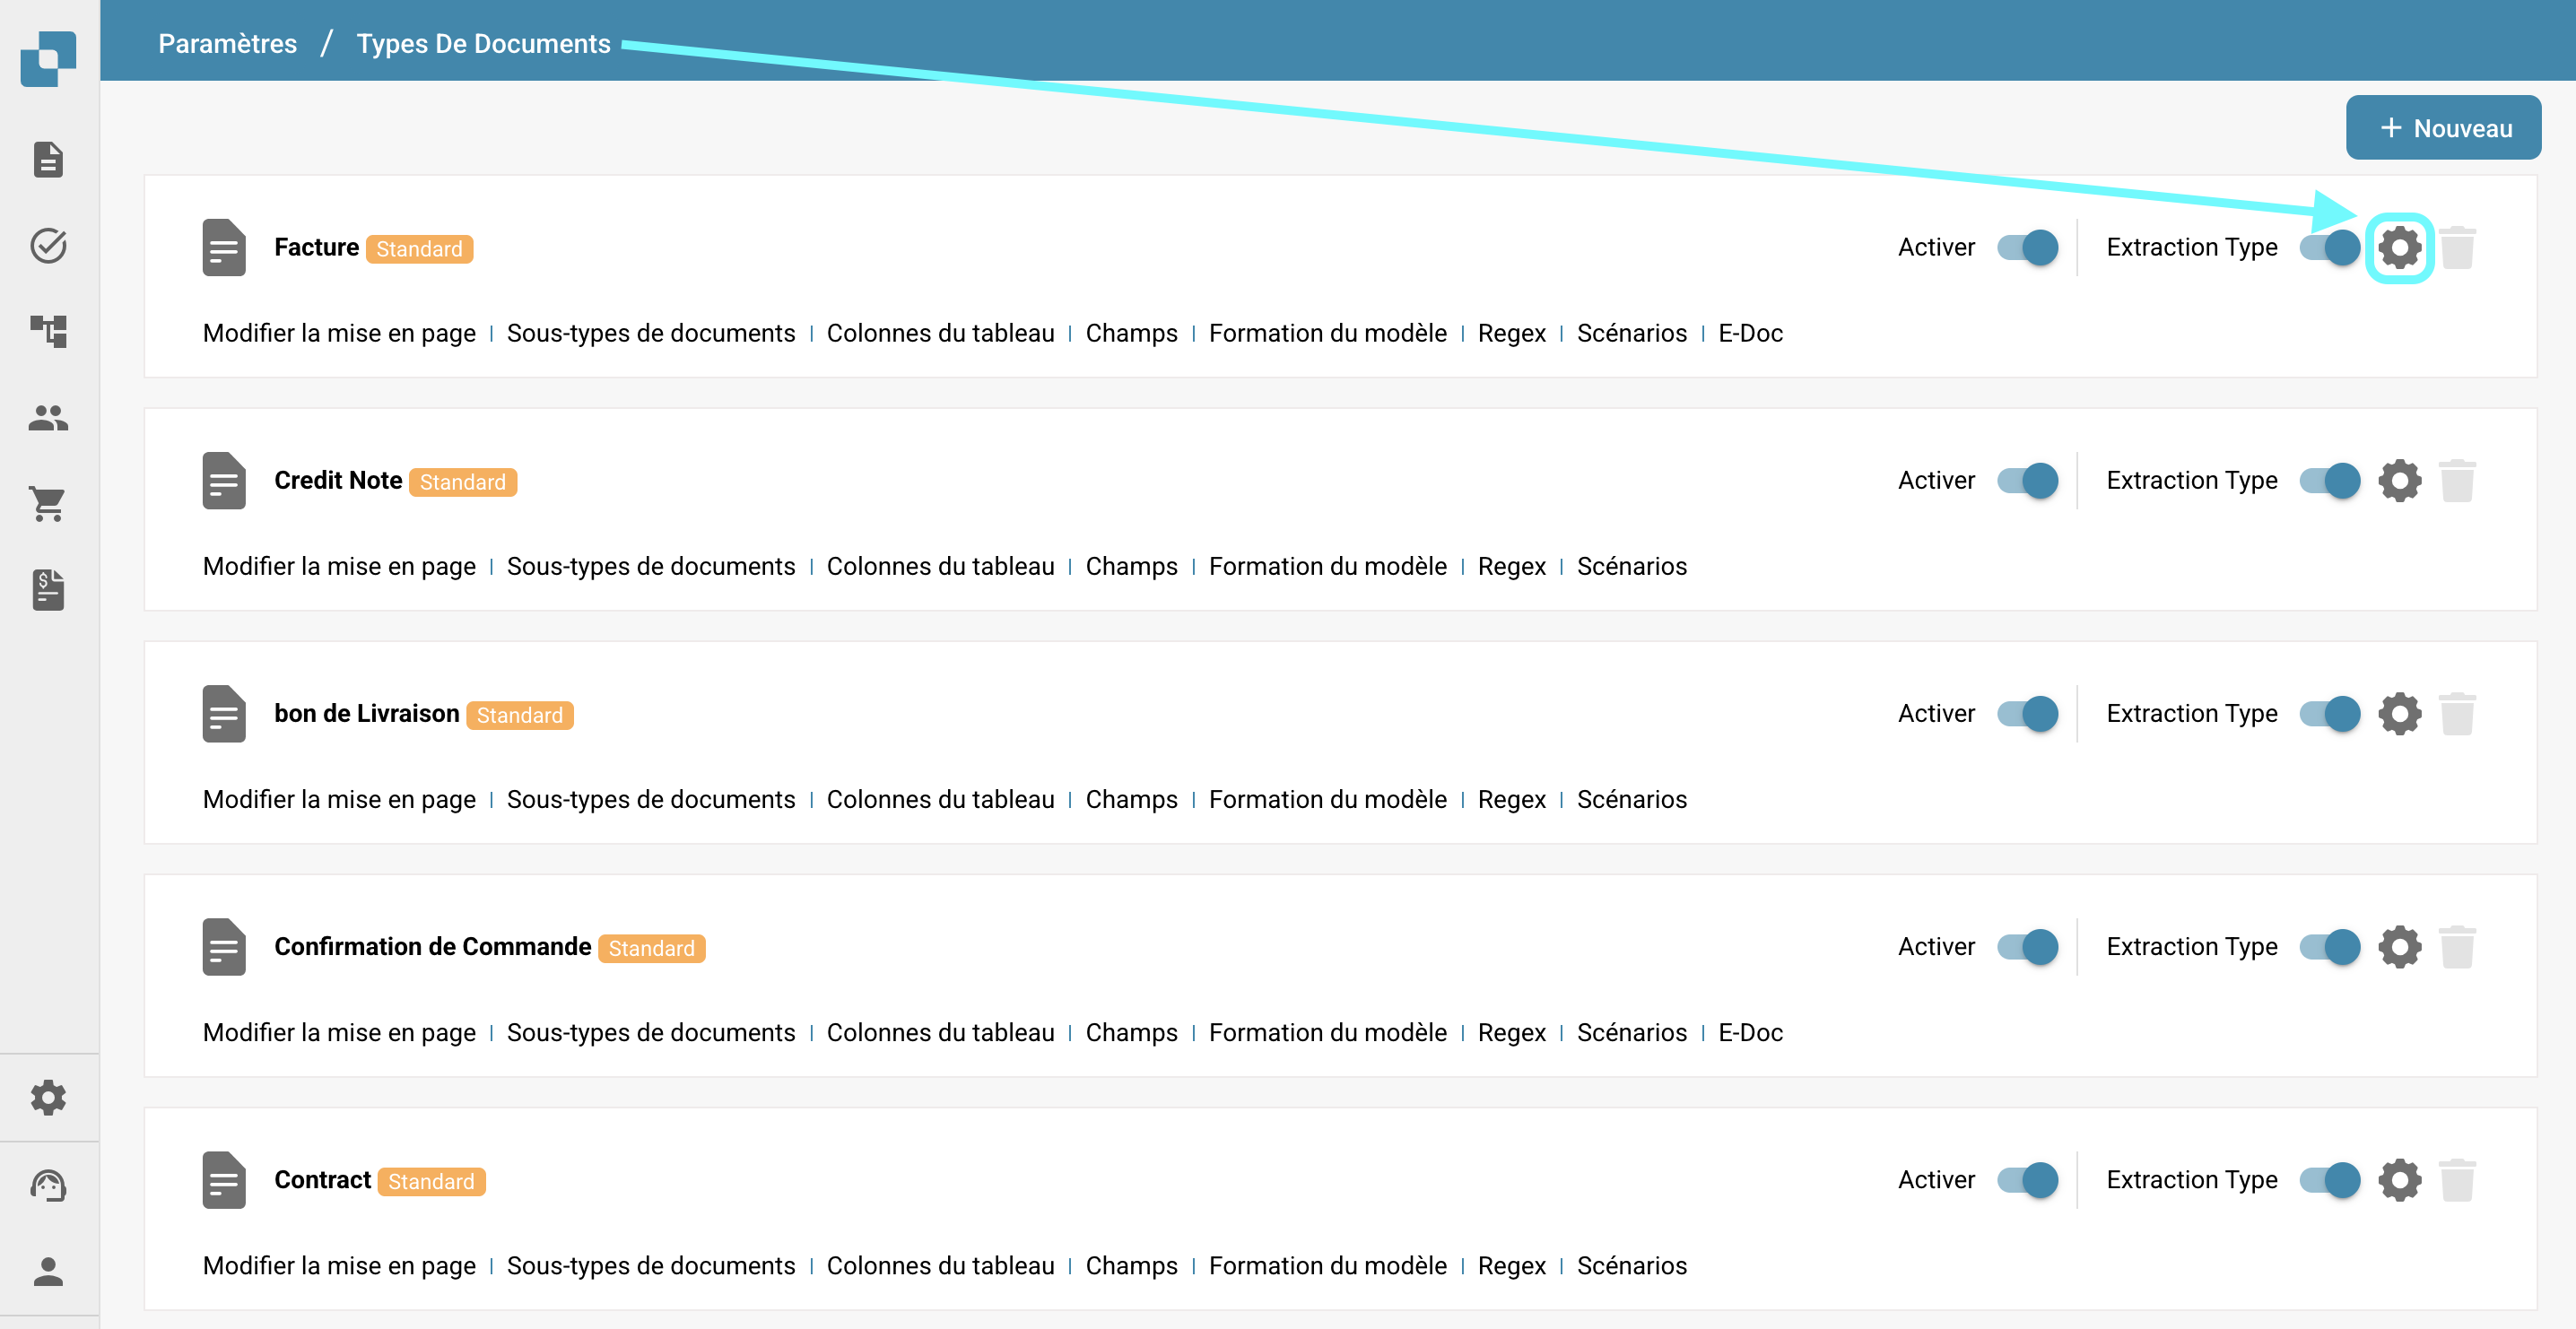 Paramètres / Types De Documents
+ Nouveau
Facture Standard Activer Extraction Type
Modifier la mise en page | Sous-types de documents | Colonnes du tableau | Champs | Formation du modèle | Regex | Scénarios | E-Doc
Credit Note Standard Activer Extraction Type
Modifier la mise en page | Sous-types de documents | Colonnes du tableau | Champs | Formation du modèle | Regex | Scénarios
bon de Livraison Standard Activer Extraction Type
Modifier la mise en page | Sous-types de documents | Colonnes du tableau | Champs | Formation du modèle | Regex | Scénarios
Confirmation de Commande Standard Activer Extraction Type
Modifier la mise en page | Sous-types de documents | Colonnes du tableau | Champs | Formation du modèle | Regex | Scénarios | E-Doc
Contract Standard Activer Extraction Type
Modifier la mise en page | Sous-types de documents | Colonnes du tableau | Champs | Formation du modèle | Regex | Scénarios